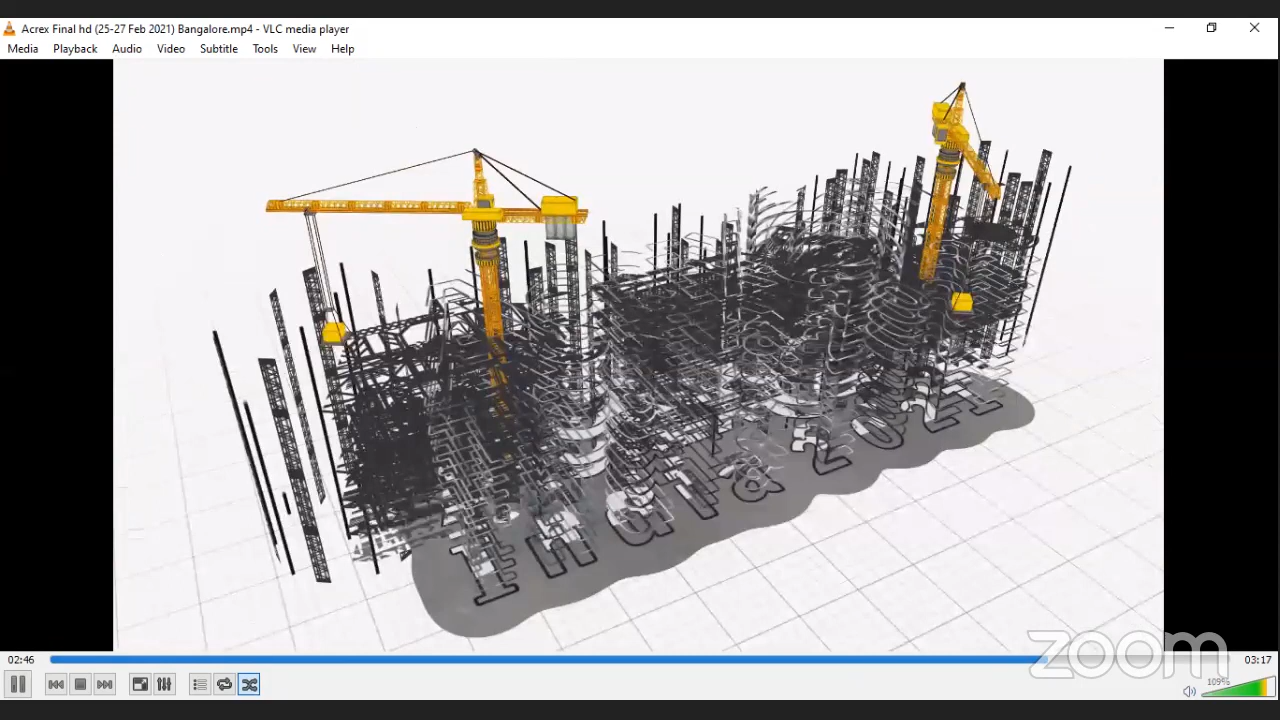 Acrex Final hd (25-27 Feb 2021) Bangalore.mp4 - VLC media player
Media Playback Audio Video Subtitle Tools View Help
2021
02:46
03:17
zoom
109%